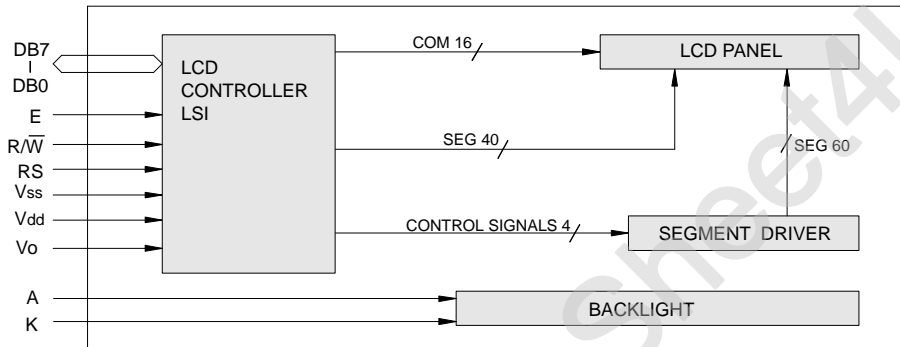 DB7
DB0
E
R/W̅
RS
Vss
Vdd
Vo
A
K
LCD
CONTROLLER
LSI
COM 16
SEG 40
CONTROL SIGNALS 4
LCD PANEL
SEG 60
SEGMENT DRIVER
BACKLIGHT
Sheet4U